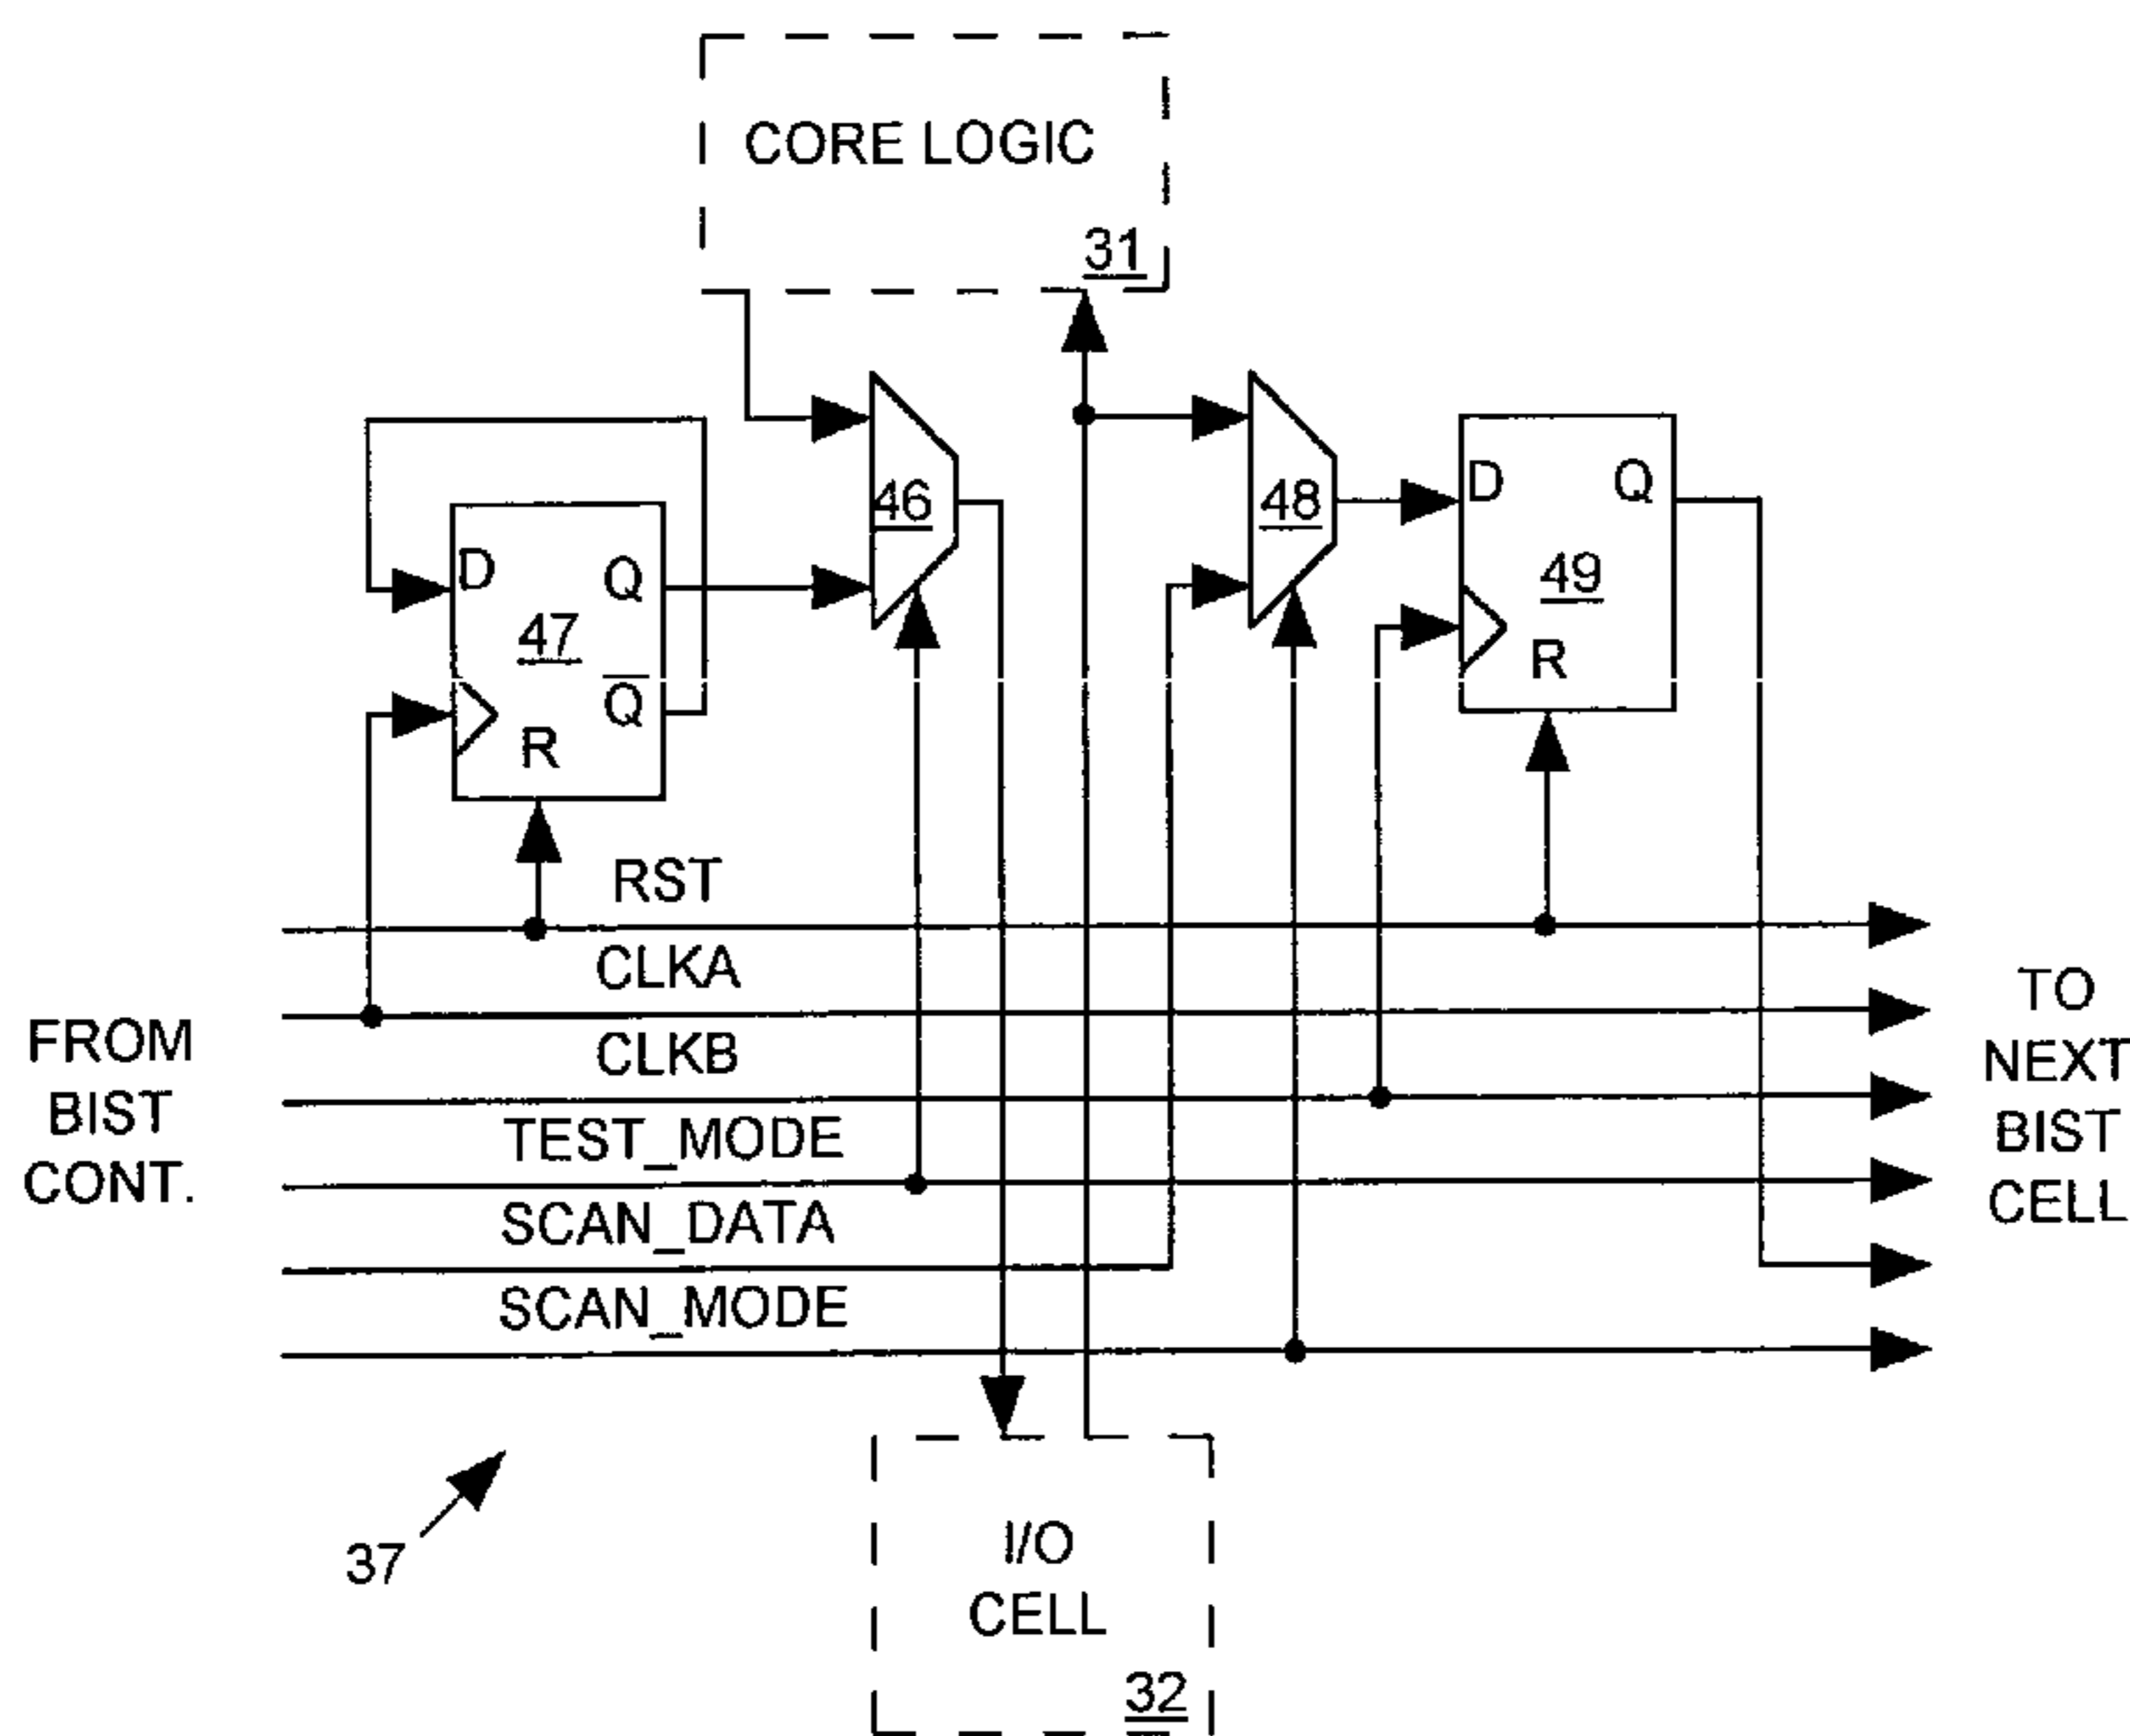 CORE LOGIC
31
46
48
D
Q
49
R
D
Q
47
Q
R
RST
CLKA
CLKB
TEST_MODE
SCAN_DATA
SCAN_MODE
FROM
BIST
CONT.
TO
NEXT
BIST
CELL
37
I/O
CELL
32